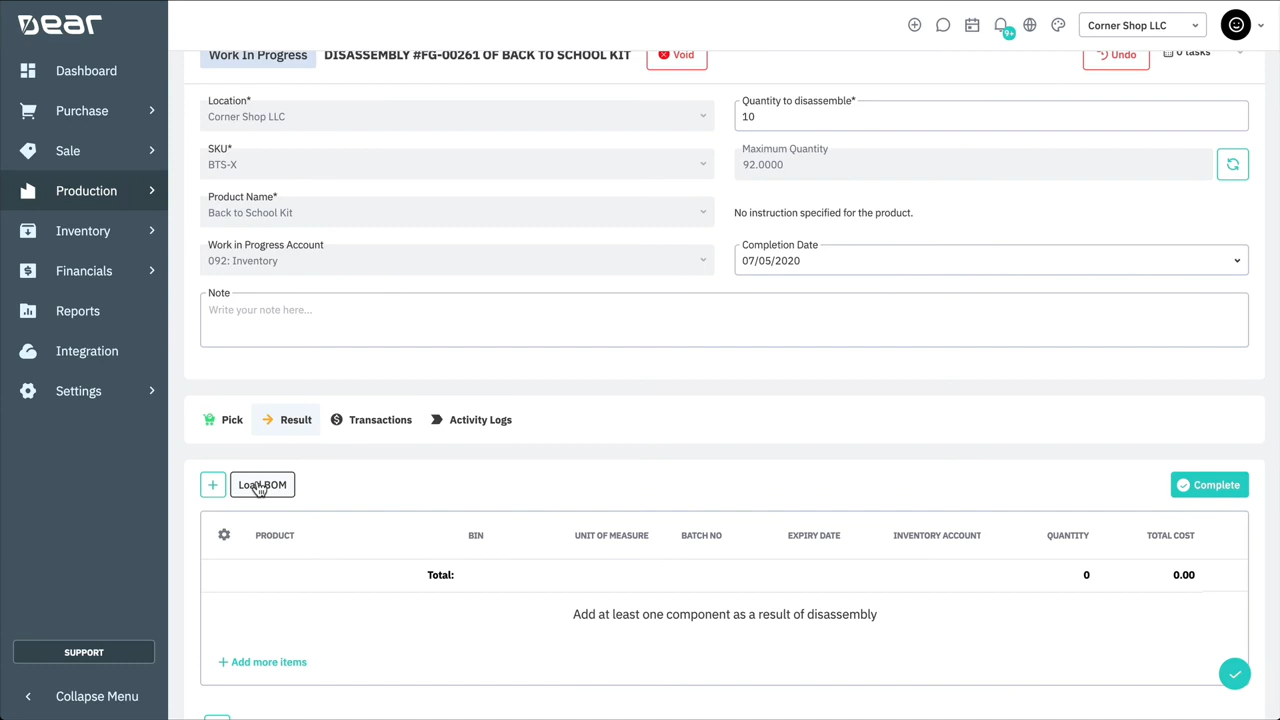 Dear
9+
Corner Shop LLC
Work In Progress
DISASSEMBLY #FG-00261 OF BACK TO SCHOOL KIT
Void
Undo
0 tasks
Dashboard
Purchase
Sale
Production
Inventory
Financials
Reports
Integration
Settings
SUPPORT
Collapse Menu
Location*
Corner Shop LLC
Quantity to disassemble*
10
SKU*
BTS-X
Maximum Quantity
92.0000
Product Name*
Back to School Kit
No instruction specified for the product.
Work in Progress Account
092: Inventory
Completion Date
07/05/2020
Note
Write your note here...
Pick
Result
Transactions
Activity Logs
Load BOM
Complete
PRODUCT
BIN
UNIT OF MEASURE
BATCH NO
EXPIRY DATE
INVENTORY ACCOUNT
QUANTITY
TOTAL COST
Total:
0
0.00
Add at least one component as a result of disassembly
+ Add more items